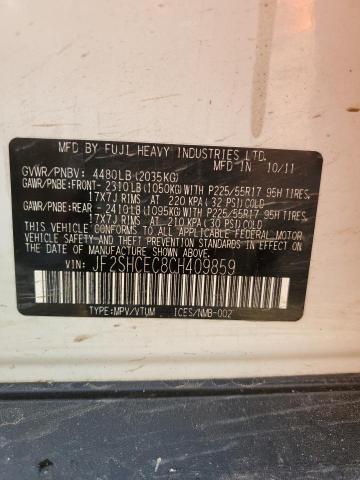 MFD BY FUJI HEAVY INDUSTRIES LTD.
MFD IN 10/11
GVWR/PNBV: 4480LB(2035KG)
GAWR/PNBE:FRONT- 2310LB(1050KG)WITH P225/55R17 95H TIRES,
17X7J RIMS AT 220 KPA( 32 PSI)COLD
GAWR/PNBE:REAR - 2410LB(1095KG)WITH P225/55R17 95H TIRES,
17X7J RIMS AT 210 KPA( 30 PSI)COLD
THIS VEHICLE CONFORMS TO ALL APPLICABLE FEDERAL MOTOR
VEHICLE SAFETY, BUMPER, AND THEFT PREVENTION STANDARDS
IN EFFECT ON THE DATE OF MANUFACTURE SHOWN ABOVE.
VIN: JF2SHCEC8CH409859
TYPE:MPV/VTUM ICES/NMB-002